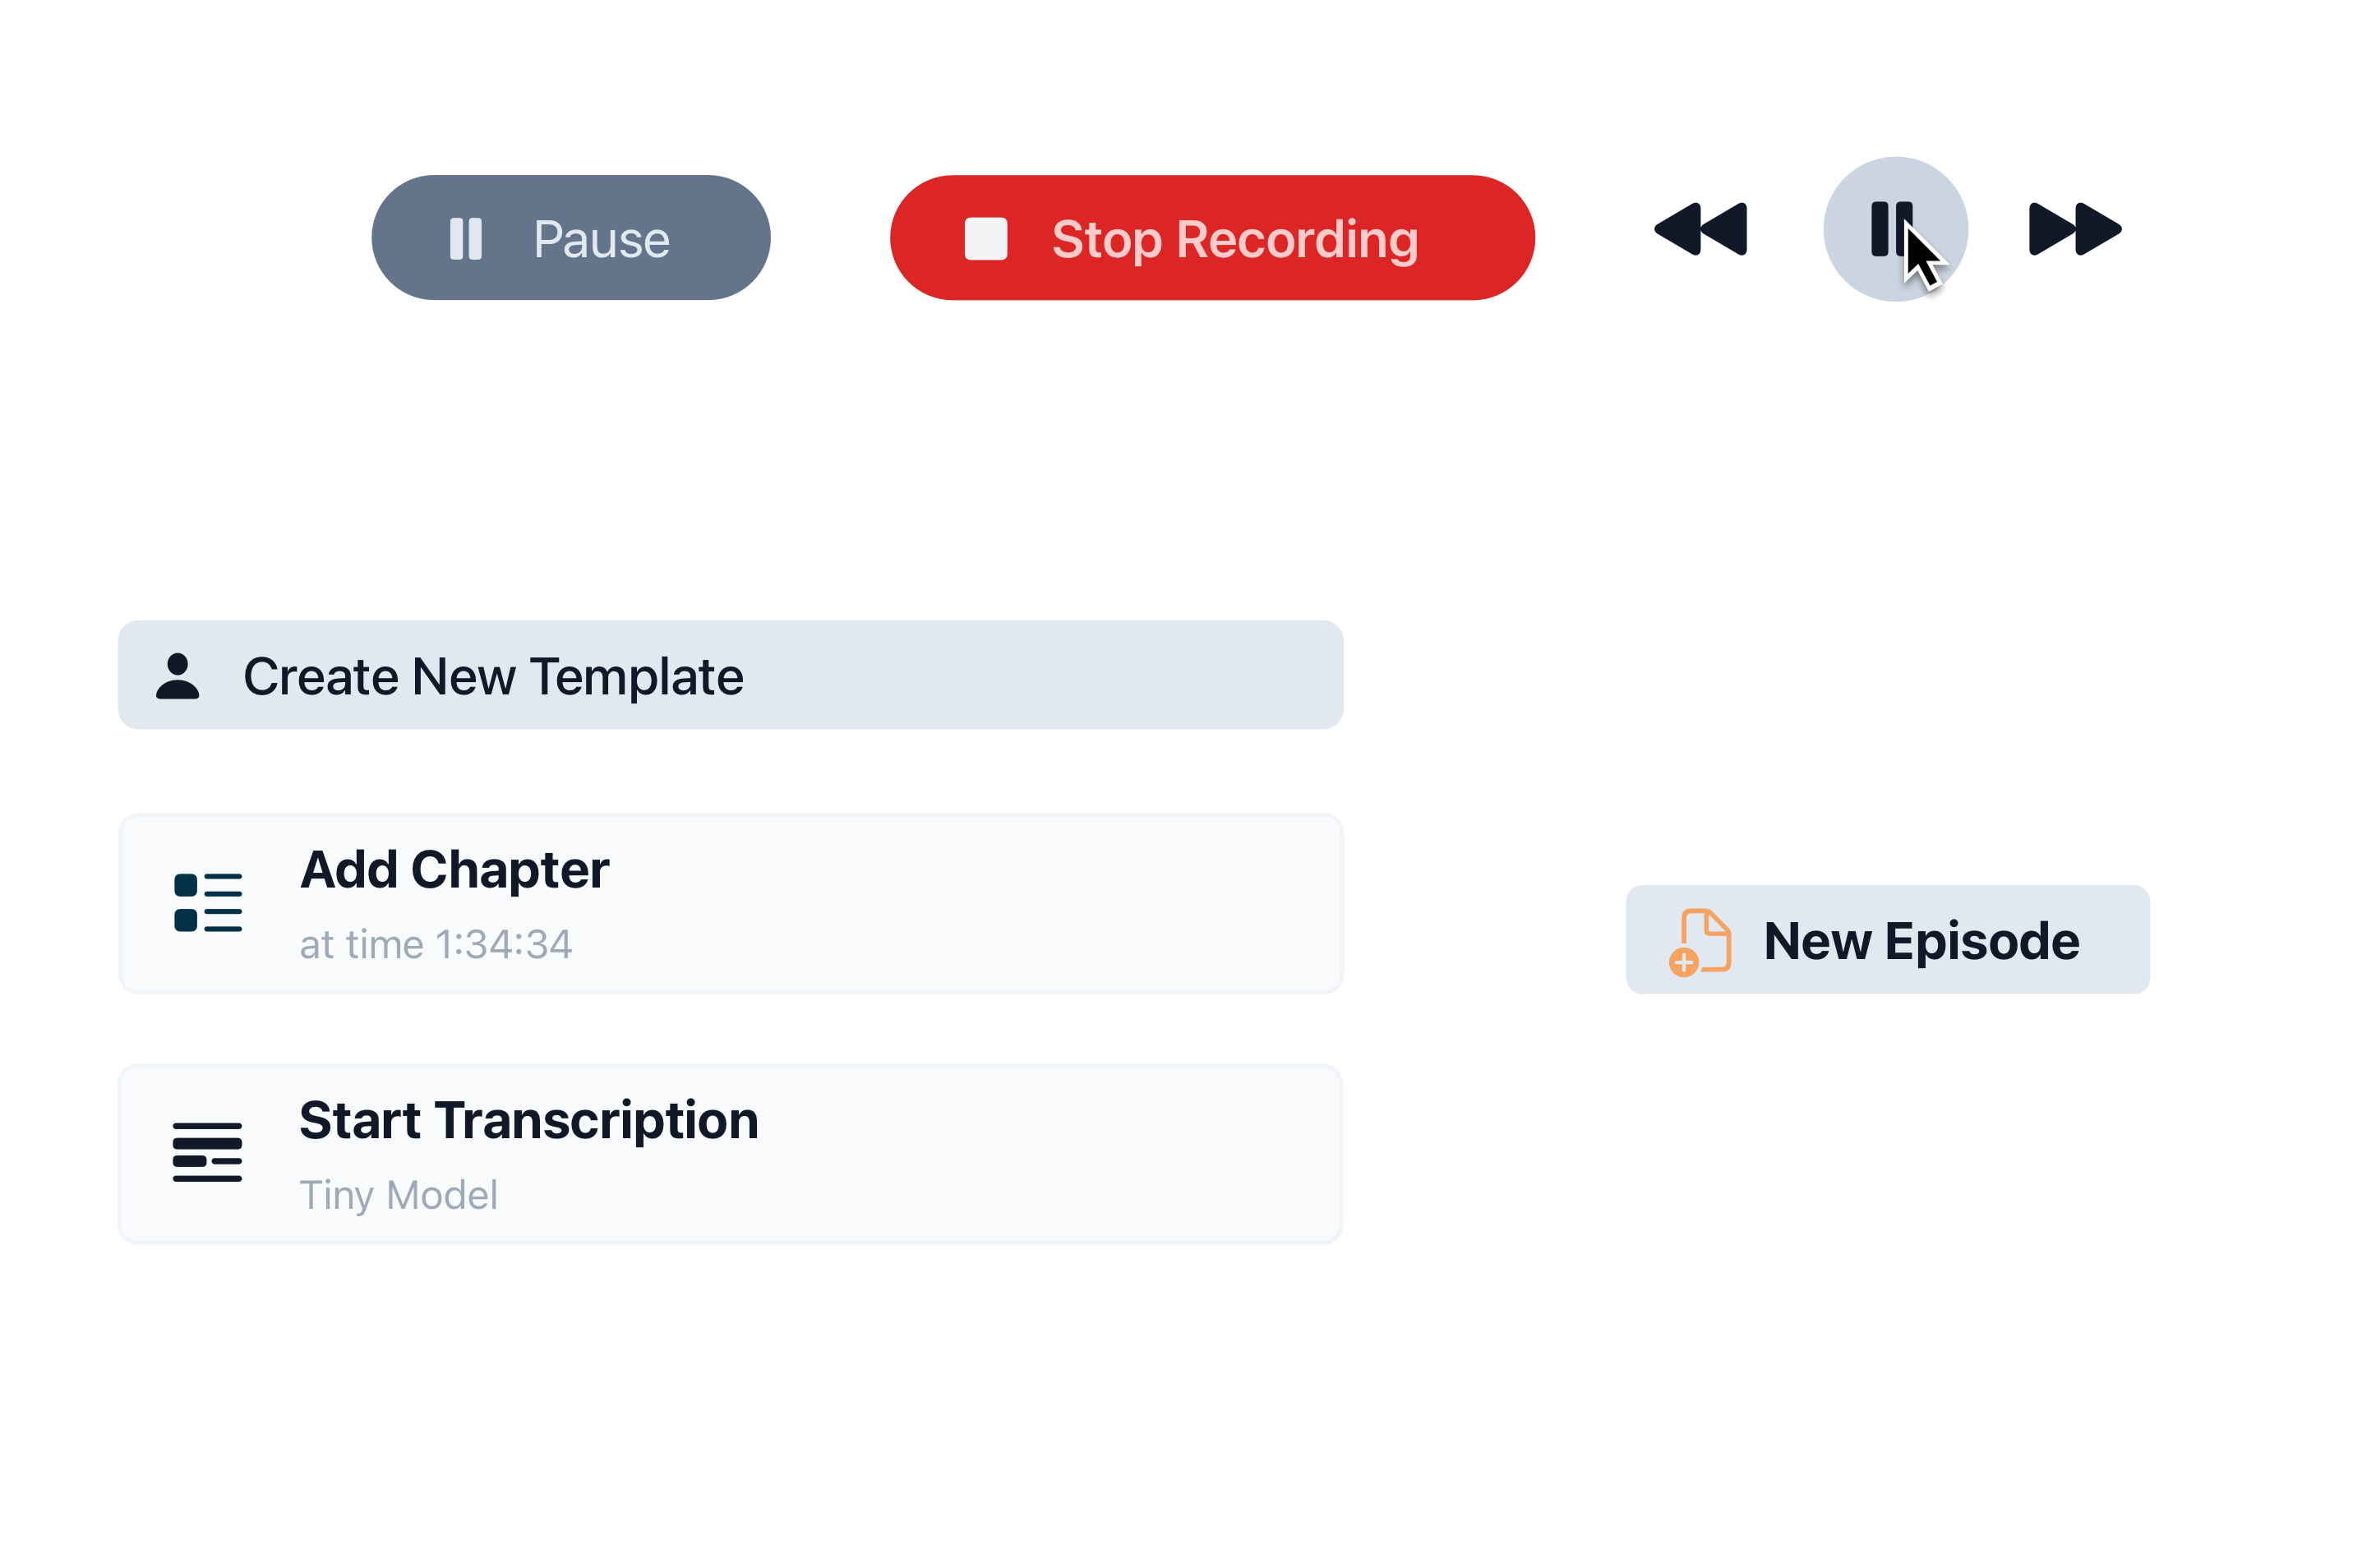 Pause
Stop Recording
Create New Template
Add Chapter
at time 1:34:34
New Episode
Start Transcription
Tiny Model